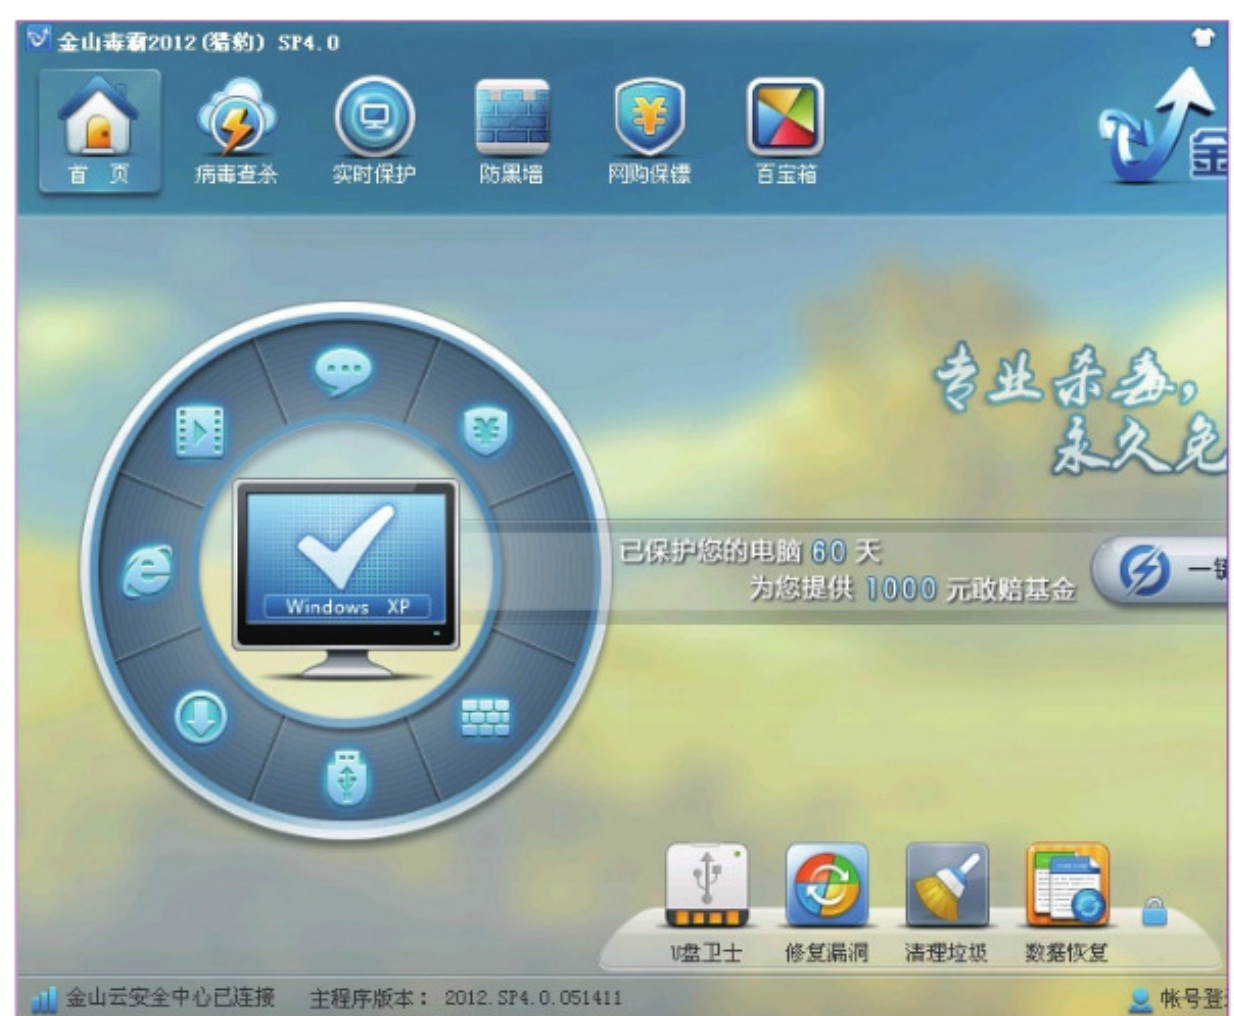 金山毒霸2012(猎豹) SP4.0
首 页
病毒查杀
实时保护
防黑墙
网购保镖
百宝箱
金
专业杀毒,
永久免
Windows XP
已保护您的电脑 60 天
为您提供 1000 元敢赔基金
一键
U盘卫士
修复漏洞
清理垃圾
数据恢复
金山云安全中心已连接
主程序版本: 2012.SP4.0.051411
帐号登